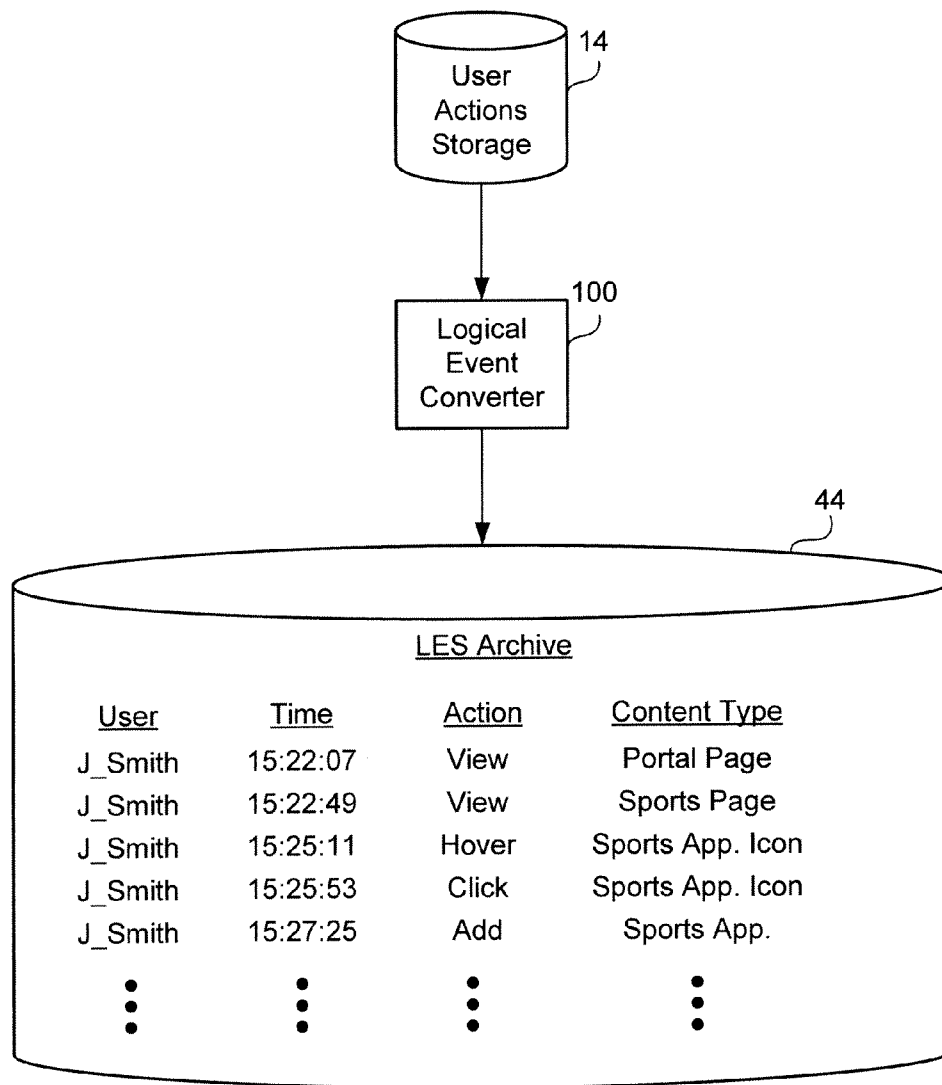 14
User
Actions
Storage
100
Logical
Event
Converter
44
LES Archive
User Time Action Content Type
J_Smith 15:22:07 View Portal Page
J_Smith 15:22:49 View Sports Page
J_Smith 15:25:11 Hover Sports App. Icon
J_Smith 15:25:53 Click Sports App. Icon
J_Smith 15:27:25 Add Sports App.